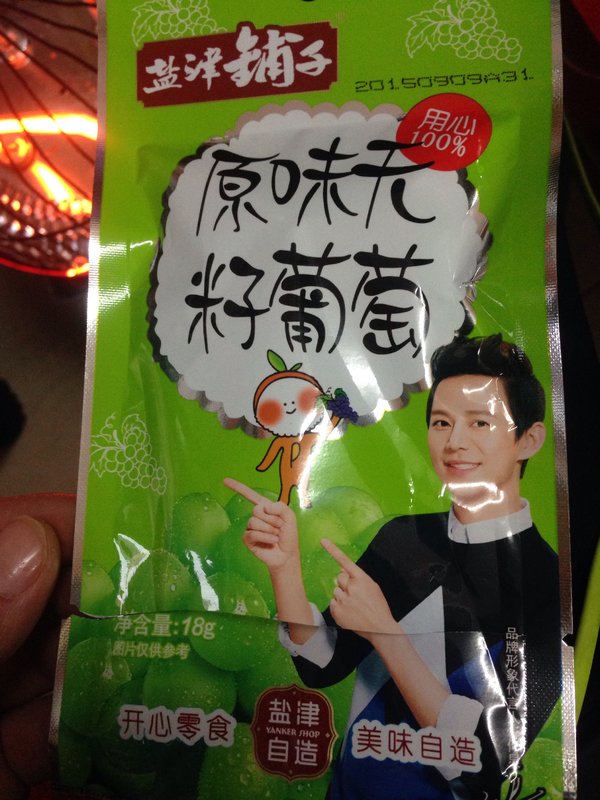 盐津铺子
20150909A31
用心
100%
原味无
籽葡萄
净含量:18g
图片仅供参考
品牌形象代言
开心零食
盐津
YANKER SHOP
自造
美味自造